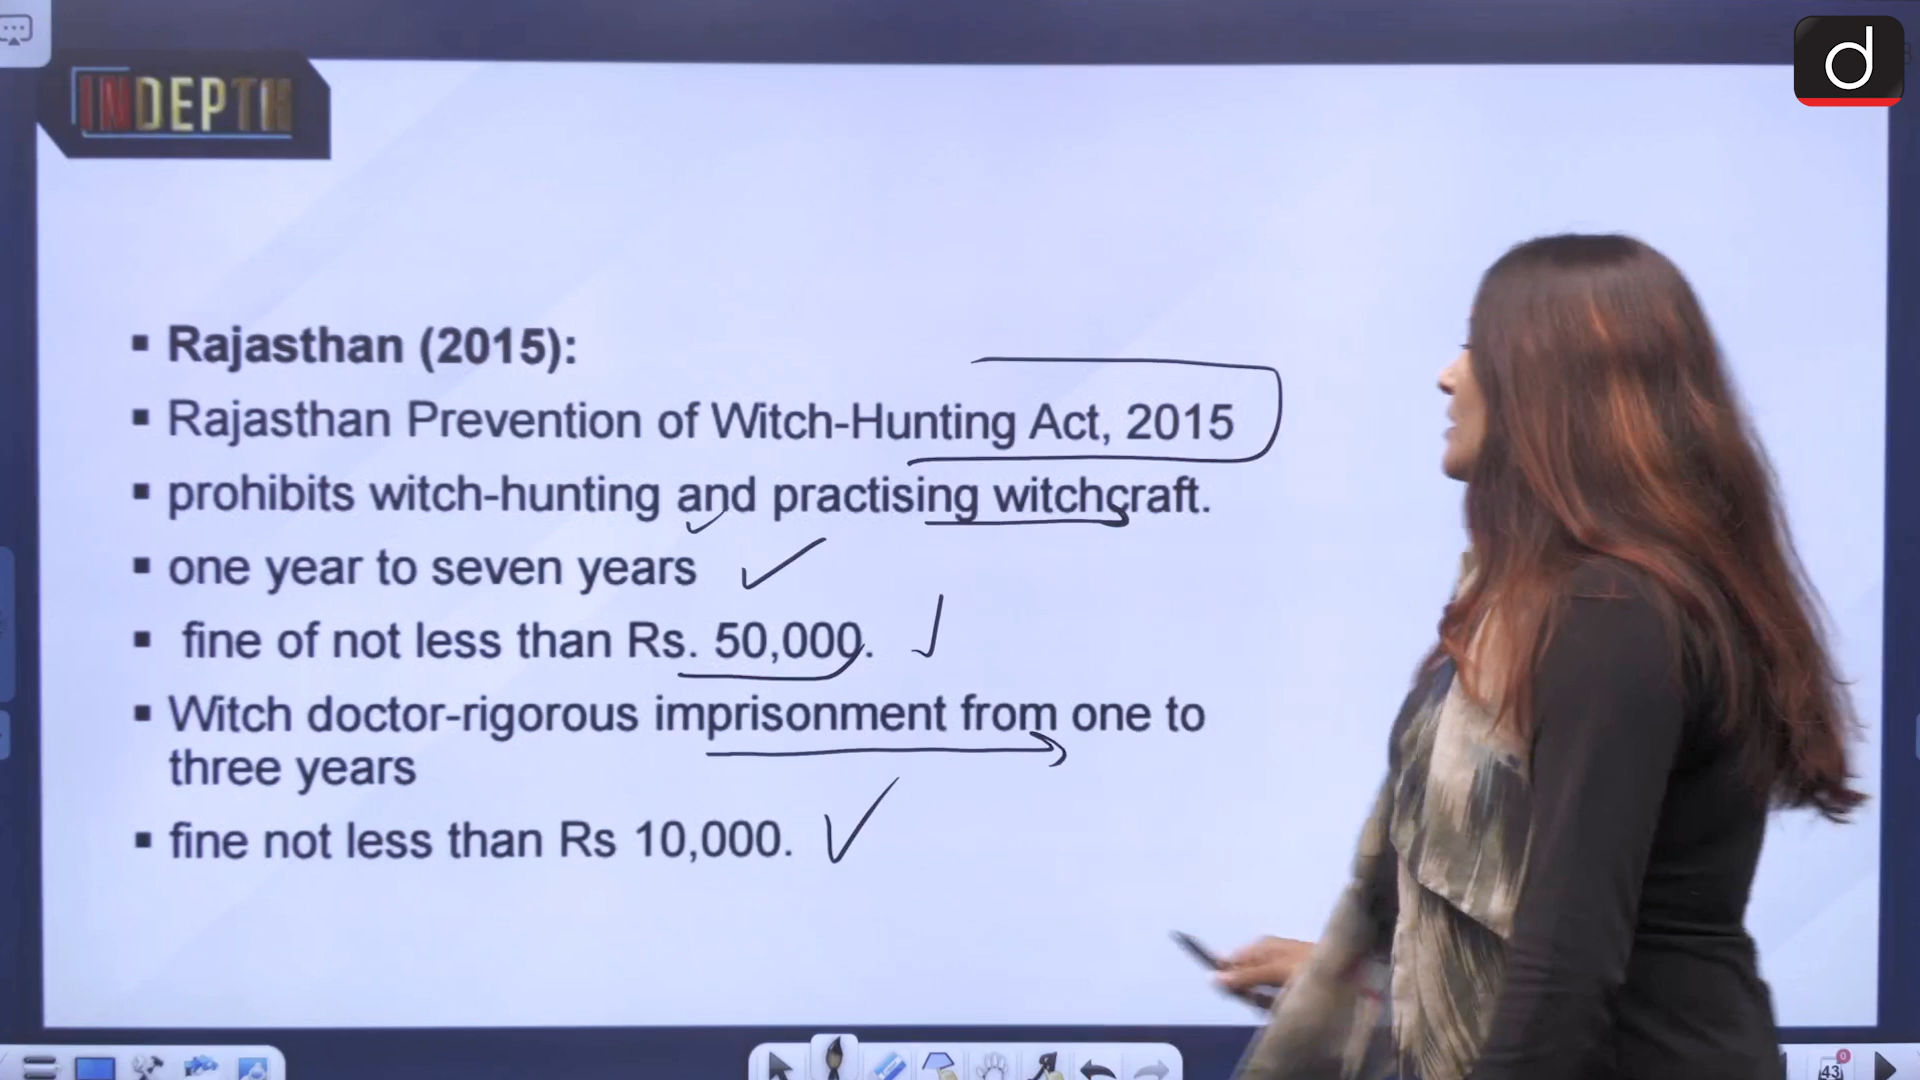 INDEPTH
d
▪ Rajasthan (2015):
▪ Rajasthan Prevention of Witch-Hunting Act, 2015
▪ prohibits witch-hunting and practising witchcraft.
▪ one year to seven years
▪ fine of not less than Rs. 50,000.
▪ Witch doctor-rigorous imprisonment from one to
three years
▪ fine not less than Rs 10,000.
43
0